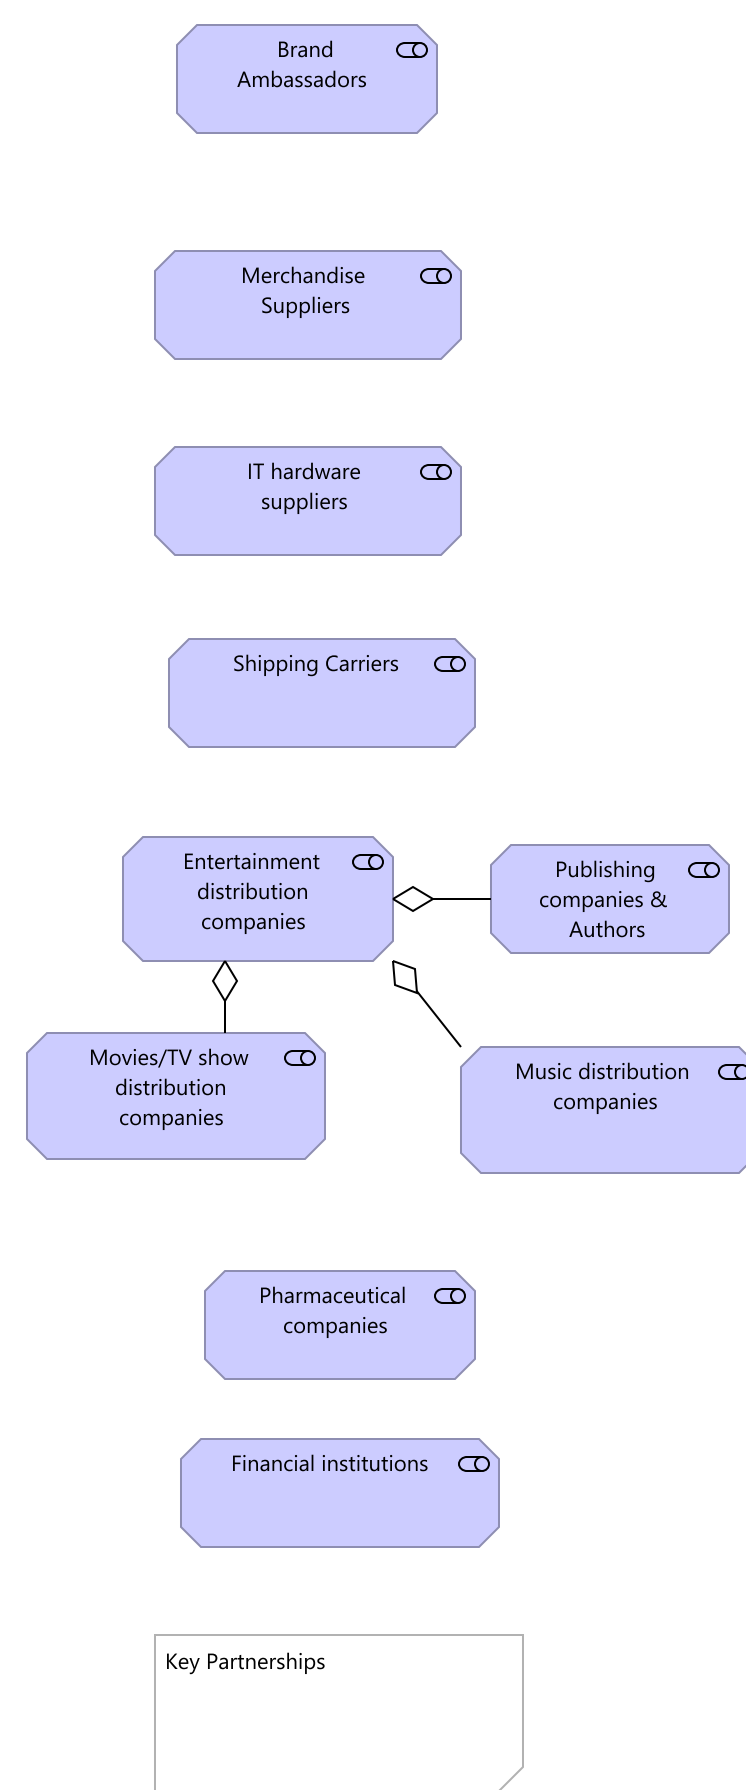 Brand
Ambassadors
Merchandise
Suppliers
IT hardware
suppliers
Shipping Carriers
Entertainment
distribution
companies
Publishing
companies &
Authors
Movies/TV show
distribution
companies
Music distribution
companies
Pharmaceutical
companies
Financial institutions
Key Partnerships